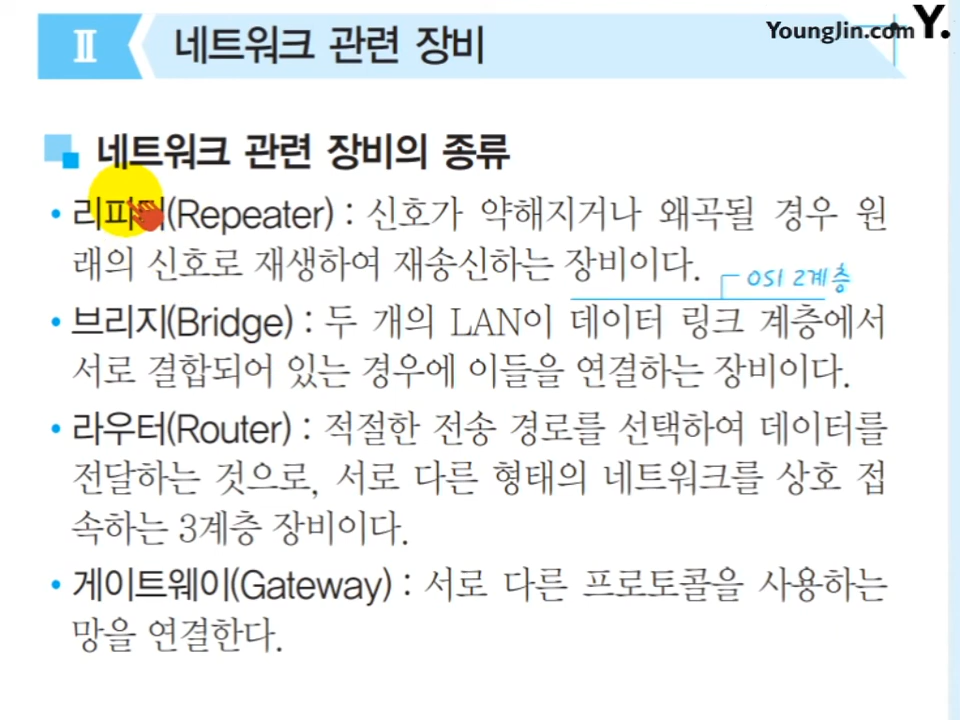 Ⅱ 네트워크 관련 장비
YoungJin.com Y.
네트워크 관련 장비의 종류
• 리피터(Repeater) : 신호가 약해지거나 왜곡될 경우 원
래의 신호로 재생하여 재송신하는 장비이다.
OSI 2계층
• 브리지(Bridge) : 두 개의 LAN이 데이터 링크 계층에서
서로 결합되어 있는 경우에 이들을 연결하는 장비이다.
• 라우터(Router) : 적절한 전송 경로를 선택하여 데이터를
전달하는 것으로, 서로 다른 형태의 네트워크를 상호 접
속하는 3계층 장비이다.
• 게이트웨이(Gateway) : 서로 다른 프로토콜을 사용하는
망을 연결한다.